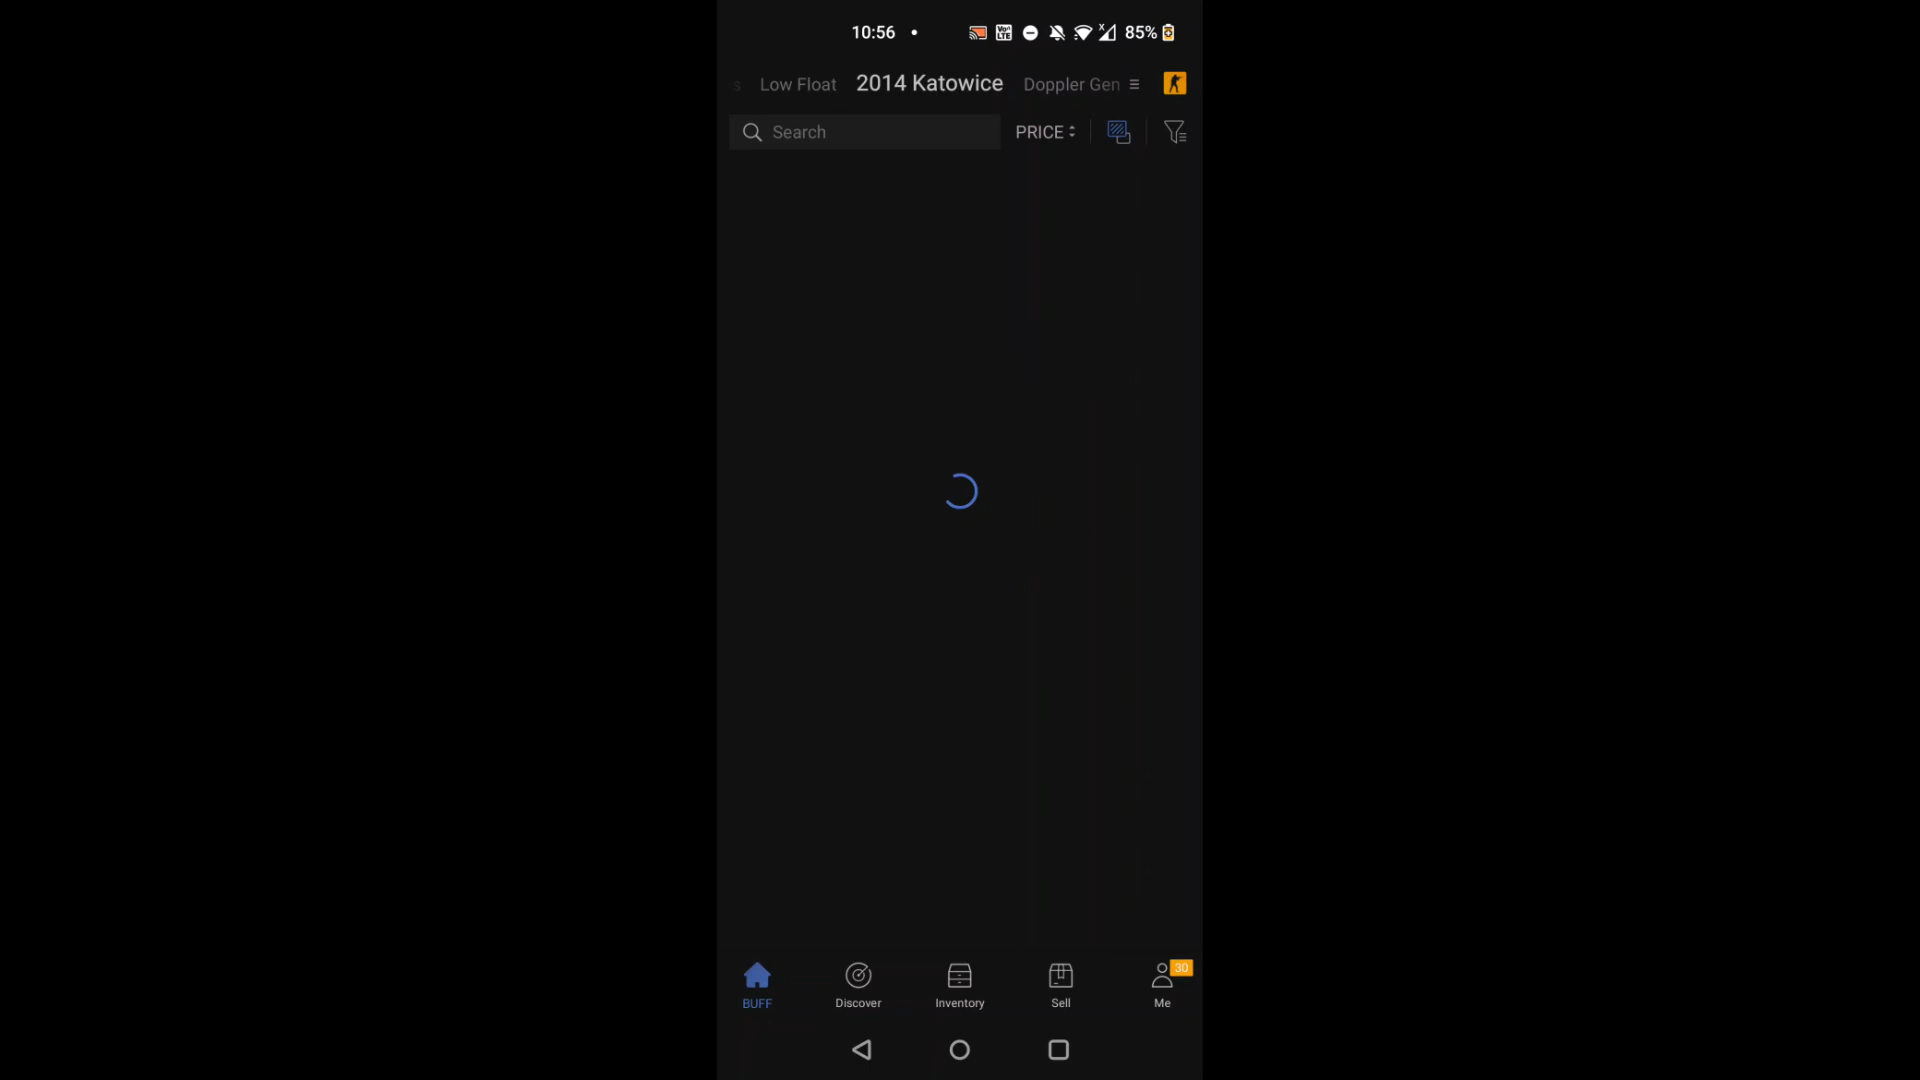 10:56 85%
Low Float 2014 Katowice Doppler Gen
Search PRICE
30
BUFF Discover Inventory Sell Me